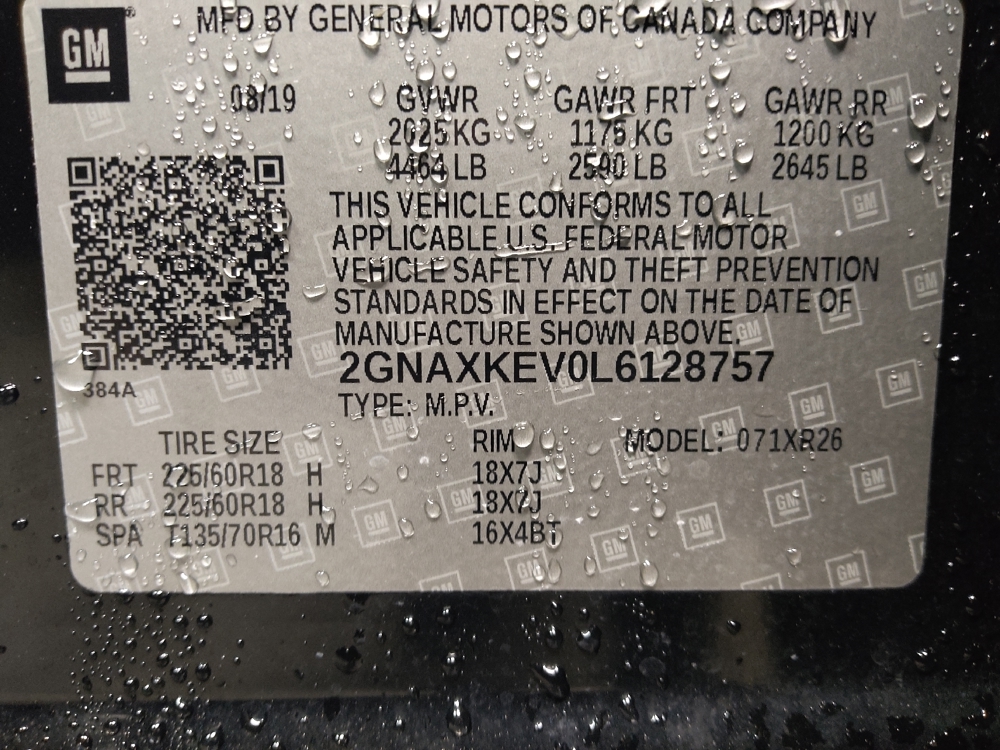 GM
MFD BY GENERAL MOTORS OF CANADA COMPANY
08/19 GVWR GAWR FRT GAWR RR
2025 KG 1175 KG 1200 KG
4464 LB 2590 LB 2645 LB
THIS VEHICLE CONFORMS TO ALL
APPLICABLE U.S. FEDERAL MOTOR
VEHICLE SAFETY AND THEFT PREVENTION
STANDARDS IN EFFECT ON THE DATE OF
MANUFACTURE SHOWN ABOVE.
2GNAXKEV0L6128757
384A
TYPE: M.P.V.
TIRE SIZE RIM MODEL: 071XR26
FRT 225/60R18 H 18X7J
RR 225/60R18 H 18X7J
SPA T135/70R16 M 16X4BT